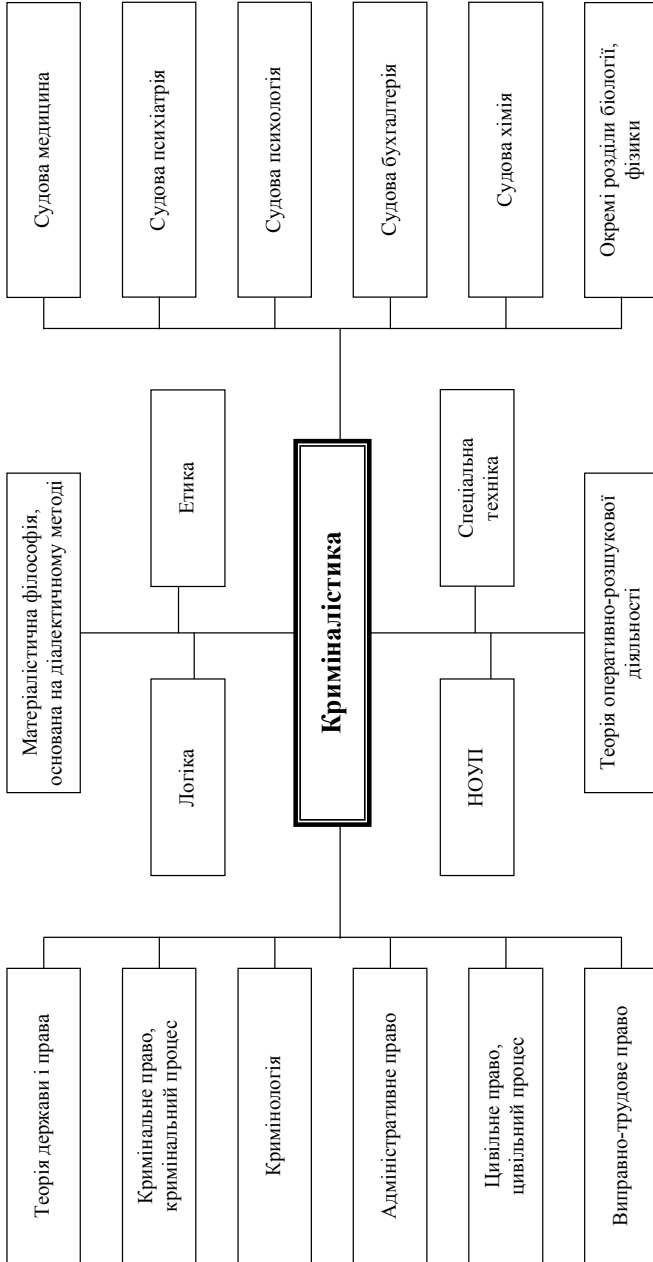 Теорія держави і права
Кримінальне право,
кримінальний процес
Кримінологія
Адміністративне право
Цивільне право,
цивільний процес
Виправно-трудове право
Матеріалістична філософія,
основана на діалектичному методі
Логіка
Етика
Криміналістика
НОУП
Спеціальна
техніка
Теорія оперативно-розшукової
діяльності
Судова медицина
Судова психіатрія
Судова психологія
Судова бухгалтерія
Судова хімія
Окремі розділи біології,
фізики